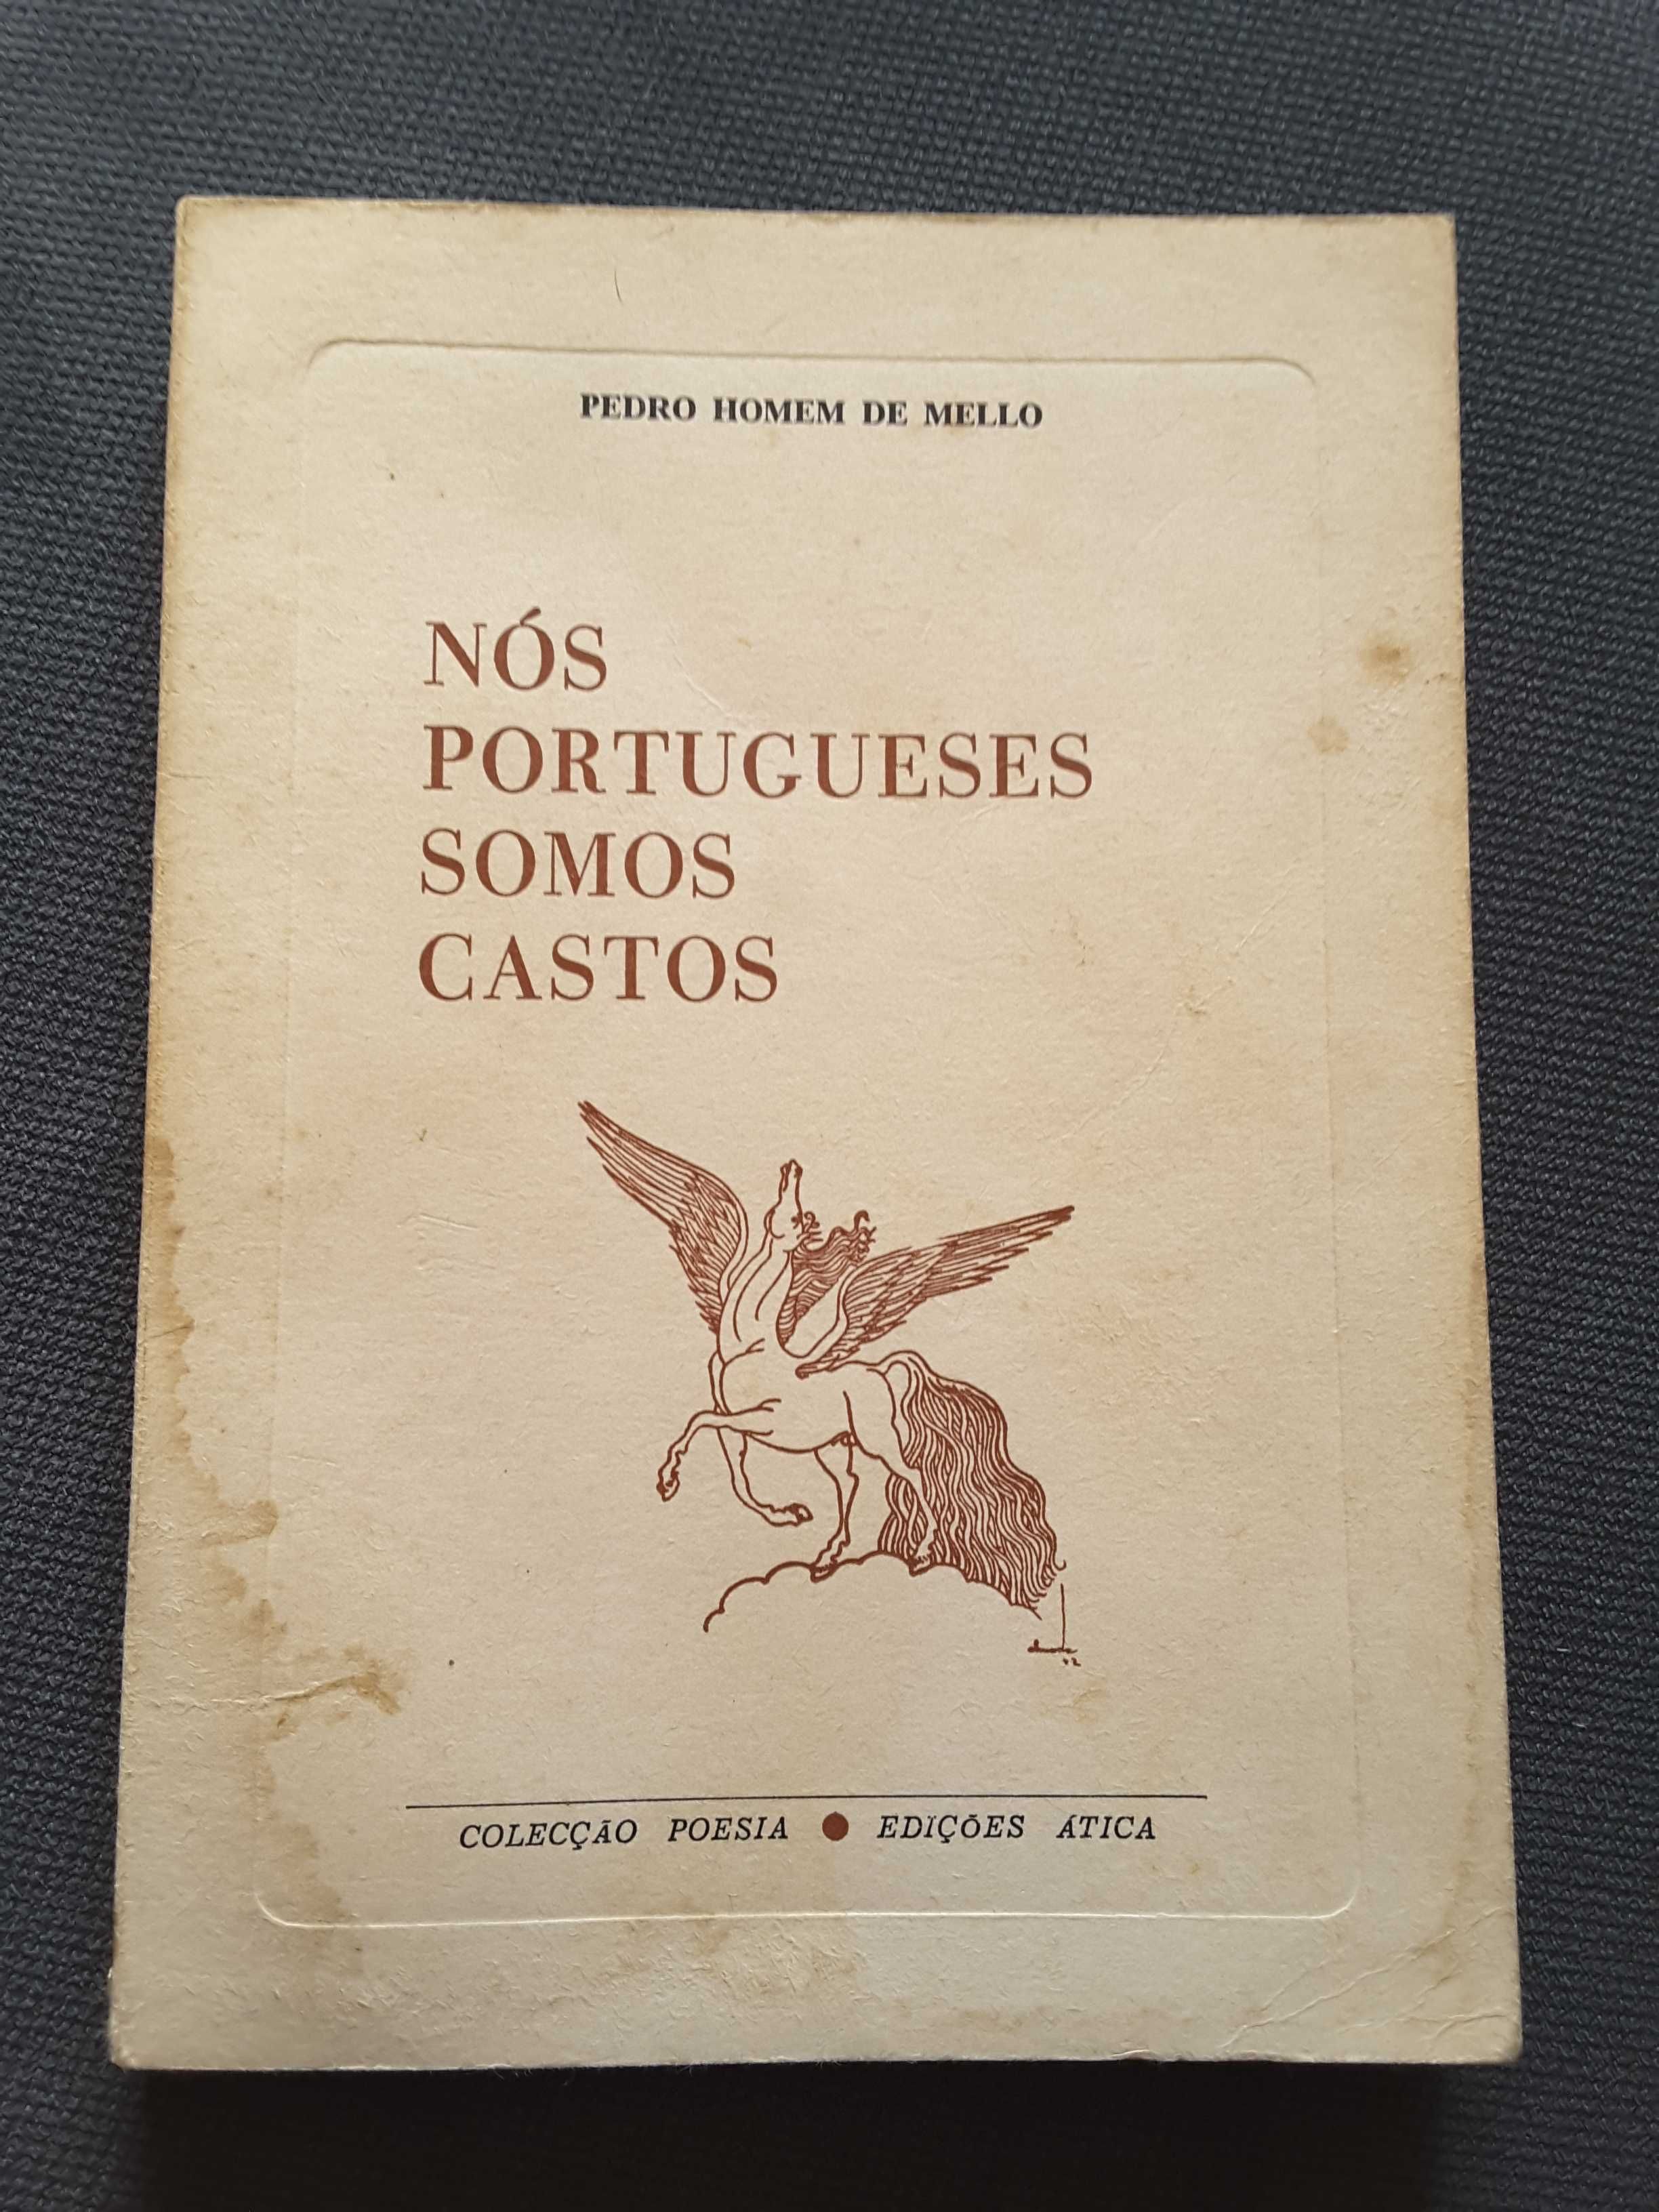 PEDRO HOMEM DE MELLO
NÓS
PORTUGUESES
SOMOS
CASTOS
COLECÇÃO POESIA ● EDIÇÕES ÁTICA